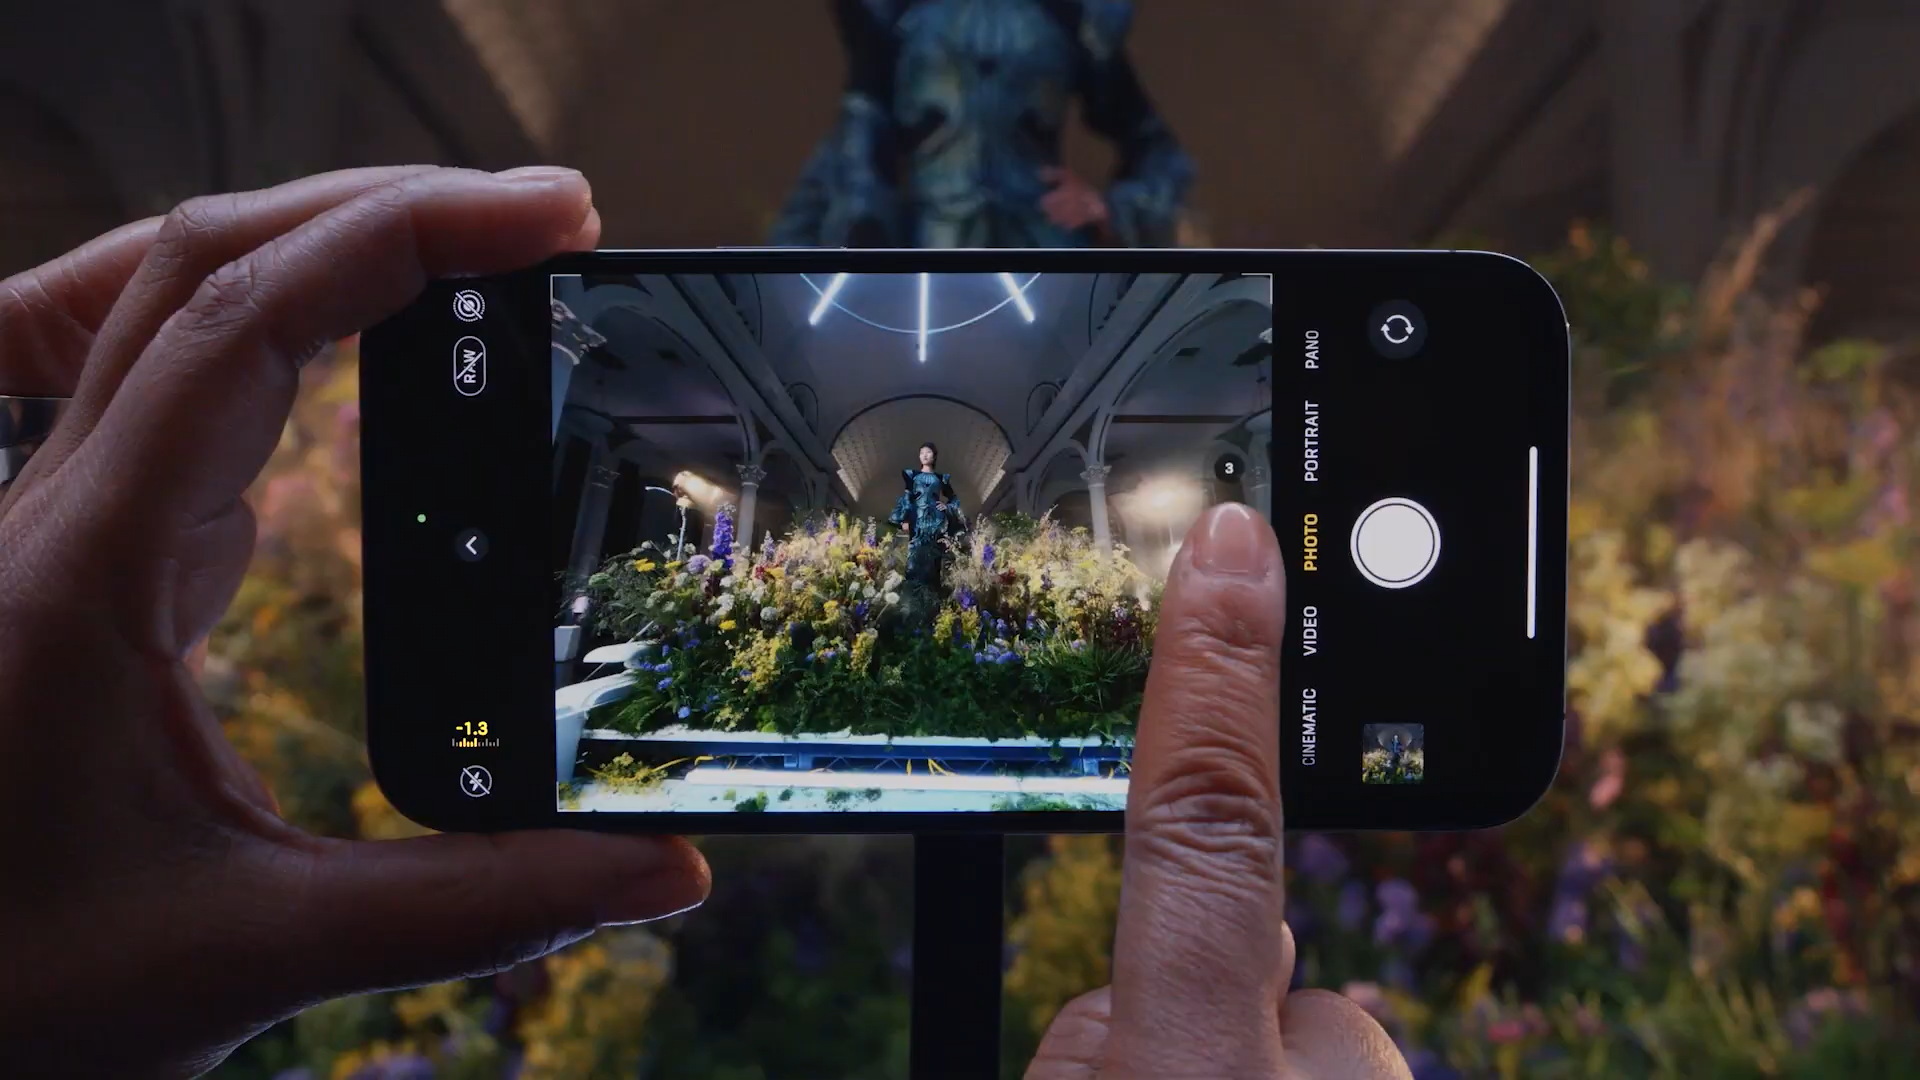 RAW
-1.3
3
PANO
PORTRAIT
PHOTO
VIDEO
CINEMATIC